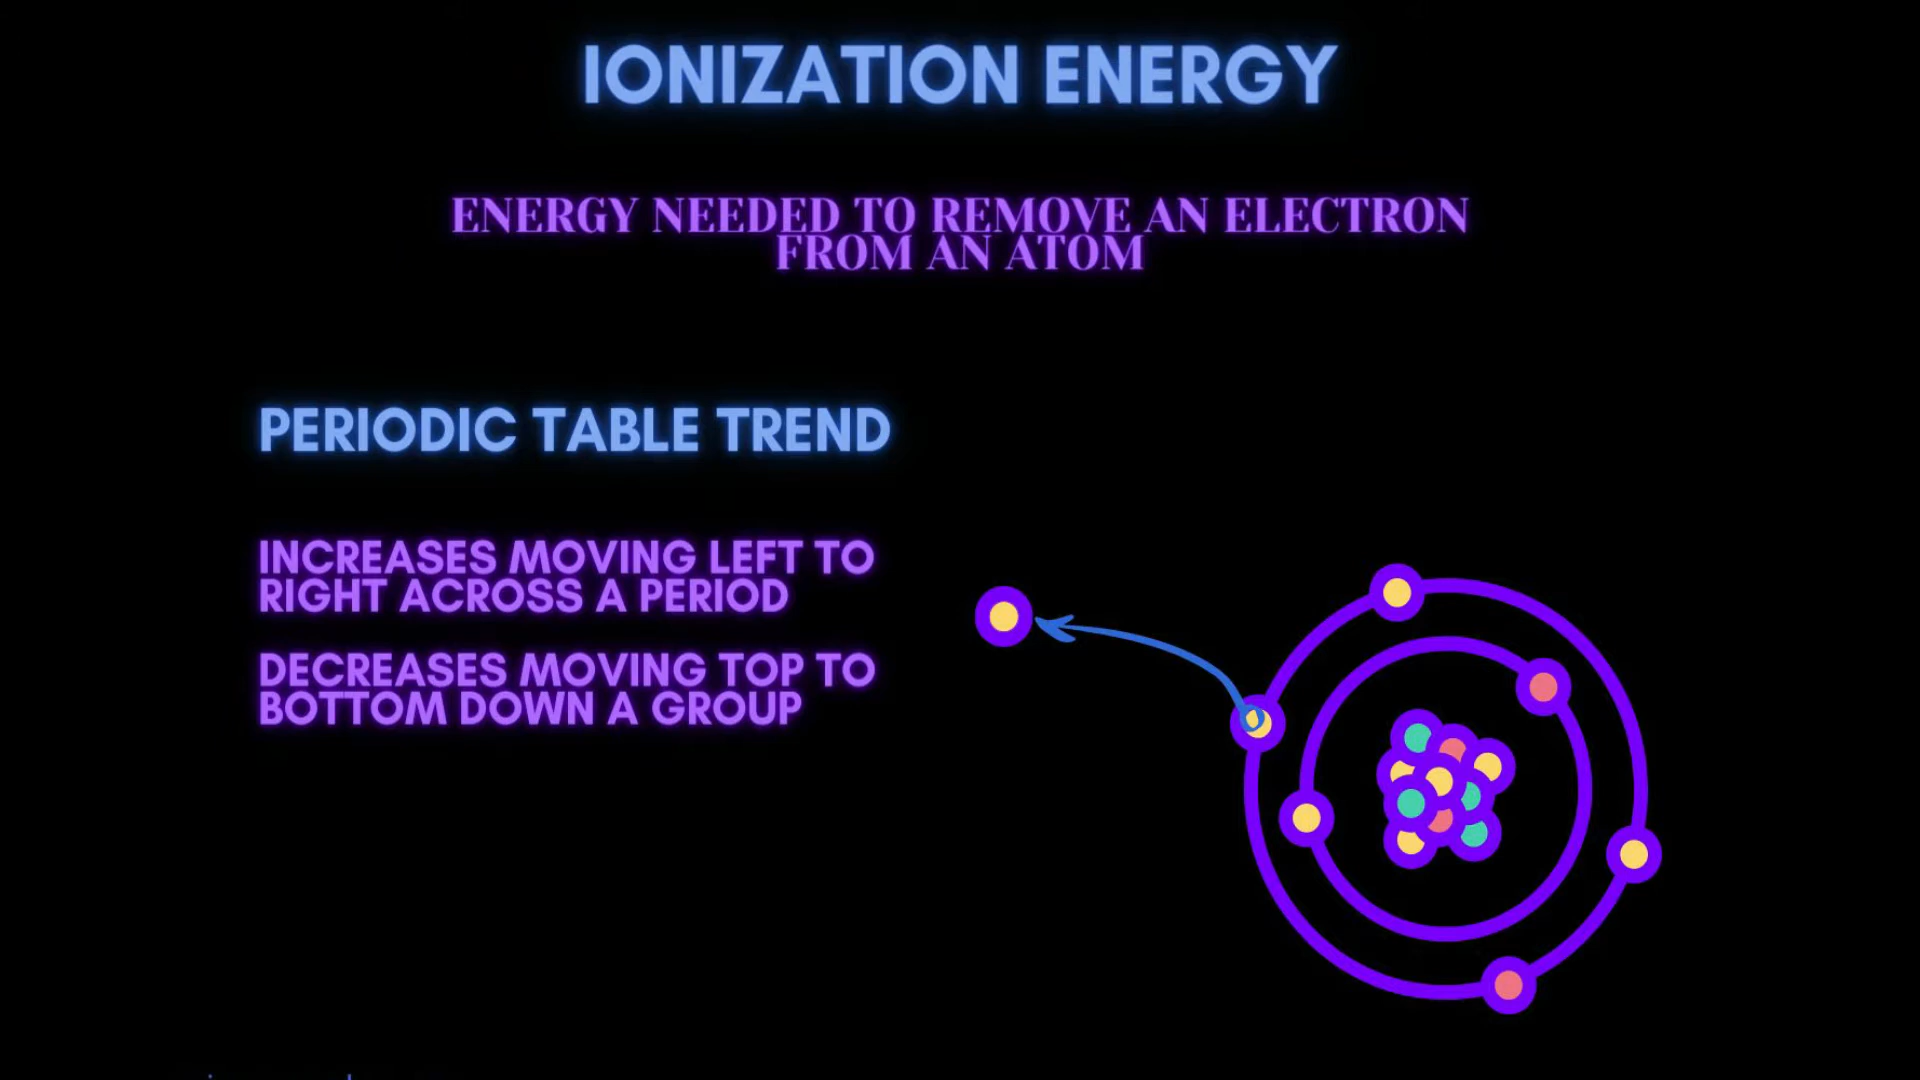 IONIZATION ENERGY
ENERGY NEEDED TO REMOVE AN ELECTRON
FROM AN ATOM
PERIODIC TABLE TREND
INCREASES MOVING LEFT TO
RIGHT ACROSS A PERIOD
DECREASES MOVING TOP TO
BOTTOM DOWN A GROUP